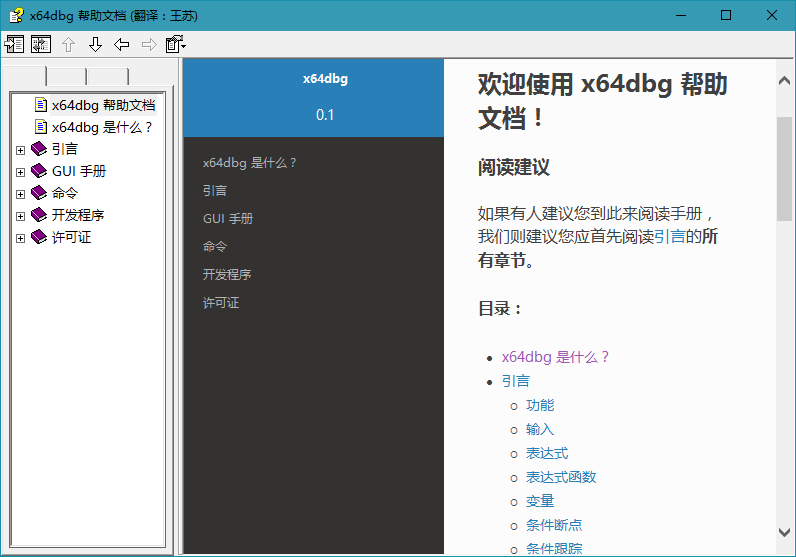 x64dbg 帮助文档 (翻译：王苏)
x64dbg 帮助文档
x64dbg 是什么？
引言
GUI 手册
命令
开发程序
许可证
x64dbg
0.1
x64dbg 是什么？
引言
GUI 手册
命令
开发程序
许可证
欢迎使用 x64dbg 帮助
文档！
阅读建议
如果有人建议您到此来阅读手册，
我们则建议您应首先阅读引言的所
有章节。
目录：
x64dbg 是什么？
引言
功能
输入
表达式
表达式函数
变量
条件断点
条件跟踪